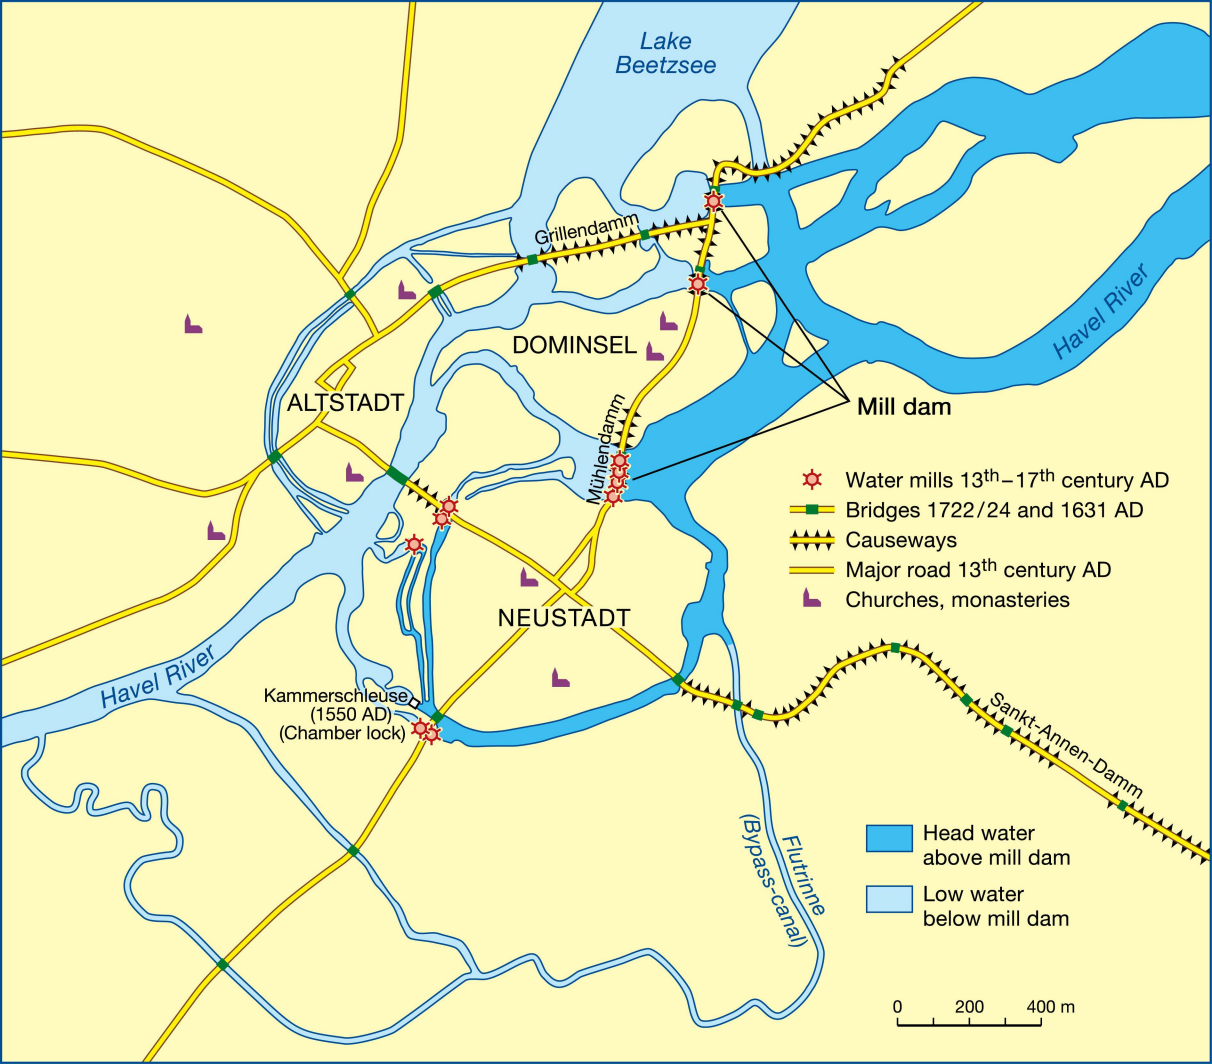 Lake
Beetzsee
Grillendamm
Havel River
DOMINSEL
ALTSTADT
Mühlendamm
Mill dam
Water mills 13th–17th century AD
Bridges 1722/24 and 1631 AD
Causeways
Major road 13th century AD
Churches, monasteries
NEUSTADT
Havel River
Kammerschleuse
(1550 AD)
(Chamber lock)
Sankt-Annen-Damm
Flutrinne
(Bypass-canal)
Head water
above mill dam
Low water
below mill dam
0 200 400 m